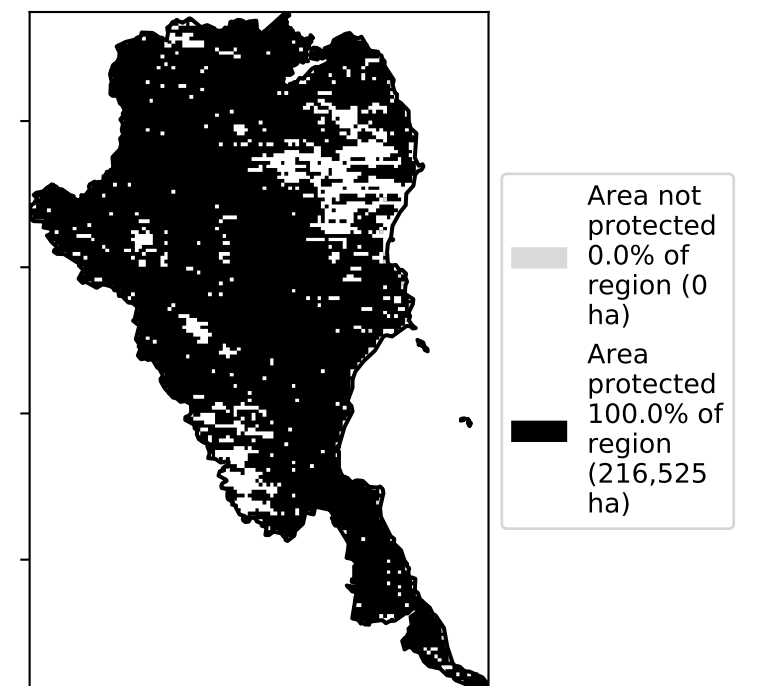 Area not
protected
0.0% of
region (0
ha)
Area
protected
100.0% of
region
(216,525
ha)